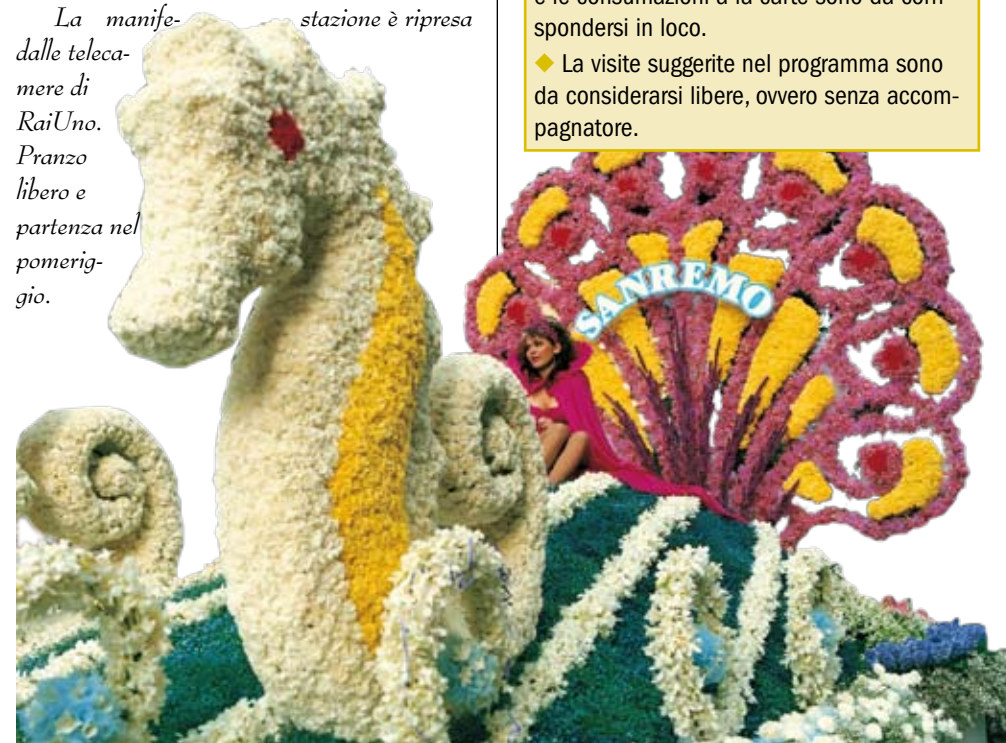 La manife- stazione è ripresa
dalle teleca-
mere di
RaiUno.
Pranzo
libero e
partenza nel
pomerig-
gio.
spondersi in loco.
◆ La visite suggerite nel programma sono
da considerarsi libere, ovvero senza accom-
pagnatore.
SANREMO